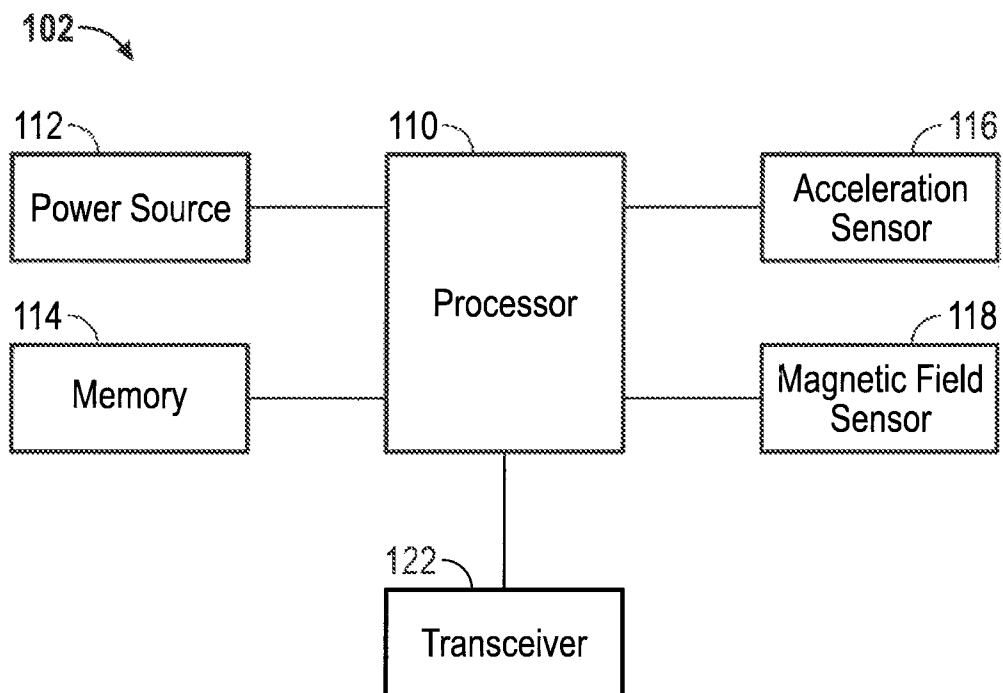 102
112
110
116
Power Source
Processor
Acceleration
Sensor
114
118
Memory
Magnetic Field
Sensor
122
Transceiver